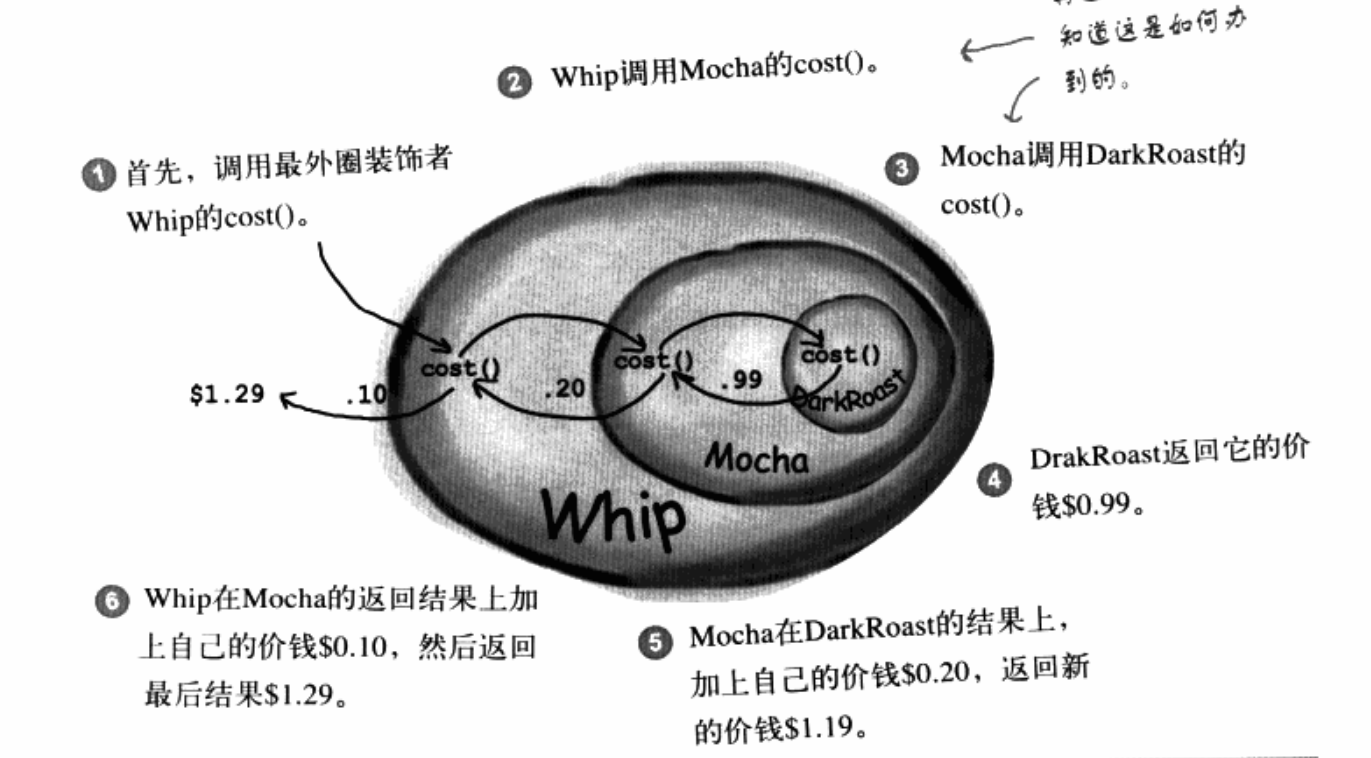 知道这是如何办
到的。
② Whip调用Mocha的cost()。
① 首先，调用最外圈装饰者
Whip的cost()。
③ Mocha调用DarkRoast的
cost()。
cost()
cost()
cost()
$1.29
.10
.20
.99
DarkRoast
Mocha
Whip
④ DrakRoast返回它的价
钱$0.99。
⑥ Whip在Mocha的返回结果上加
上自己的价钱$0.10，然后返回
最后结果$1.29。
⑤ Mocha在DarkRoast的结果上，
加上自己的价钱$0.20，返回新
的价钱$1.19。